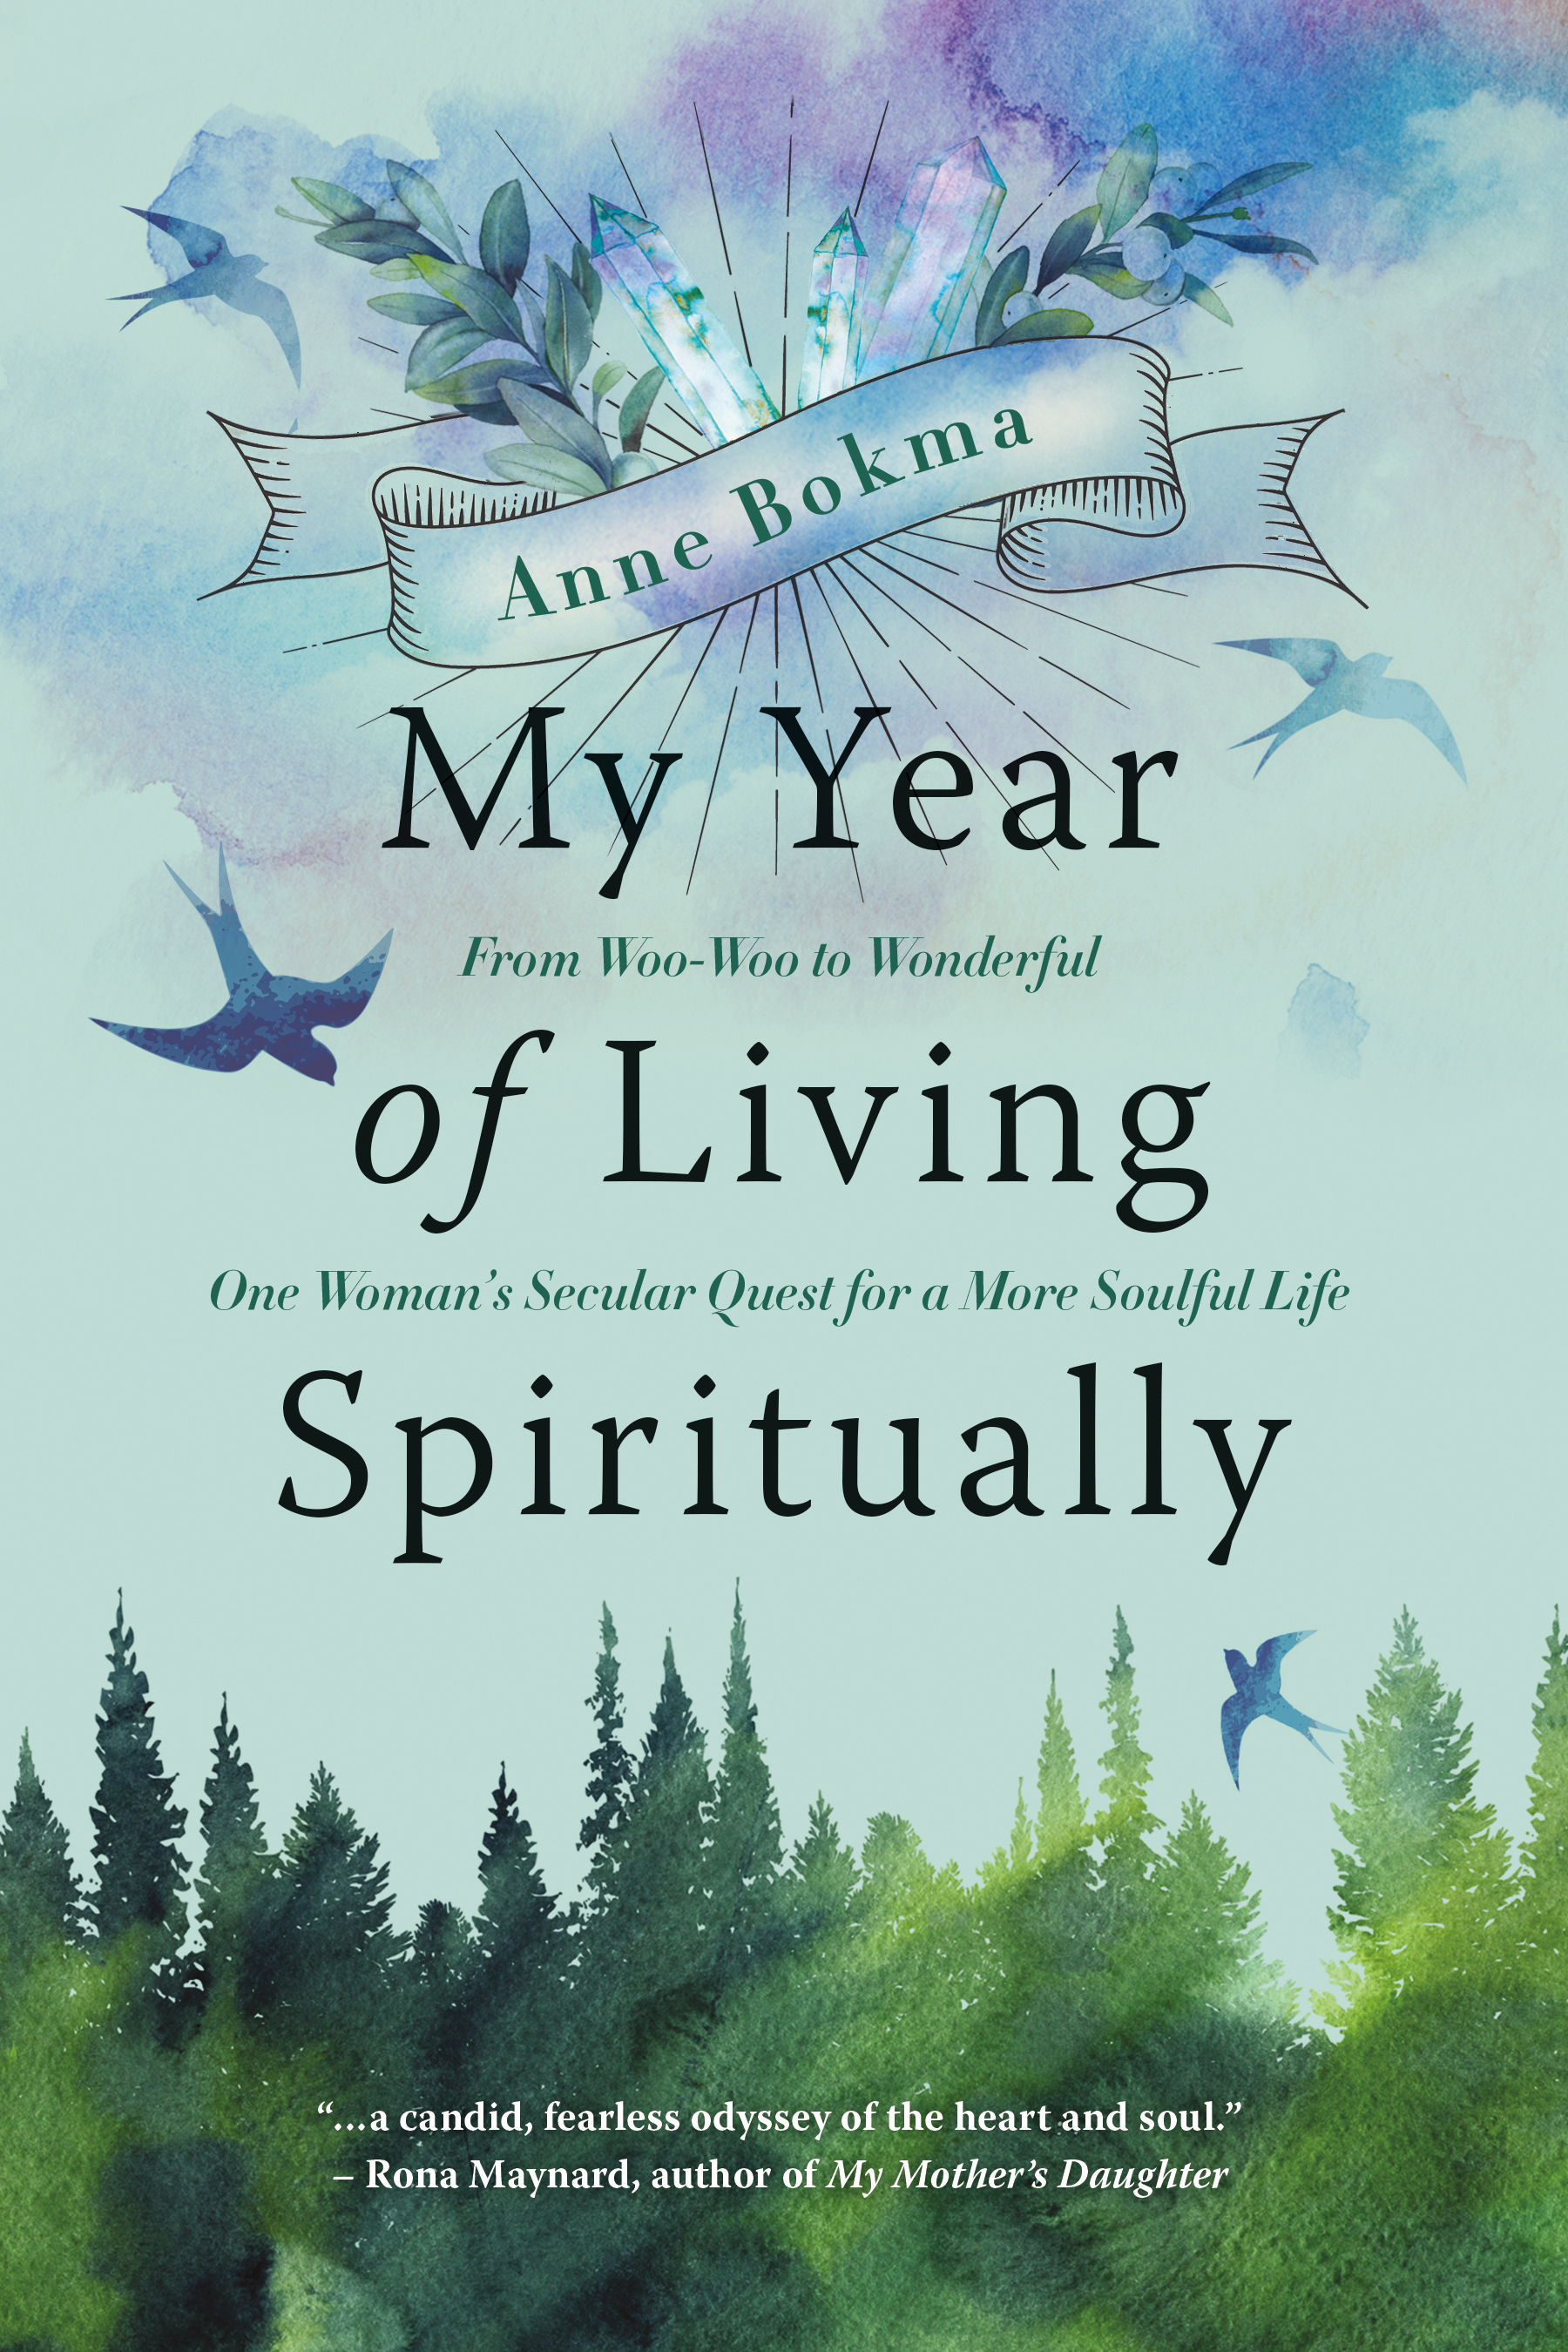 Anne Bokma
My Year
From Woo-Woo to Wonderful
of Living
One Woman’s Secular Quest for a More Soulful Life
Spiritually
“...a candid, fearless odyssey of the heart and soul.”
– Rona Maynard, author of My Mother’s Daughter